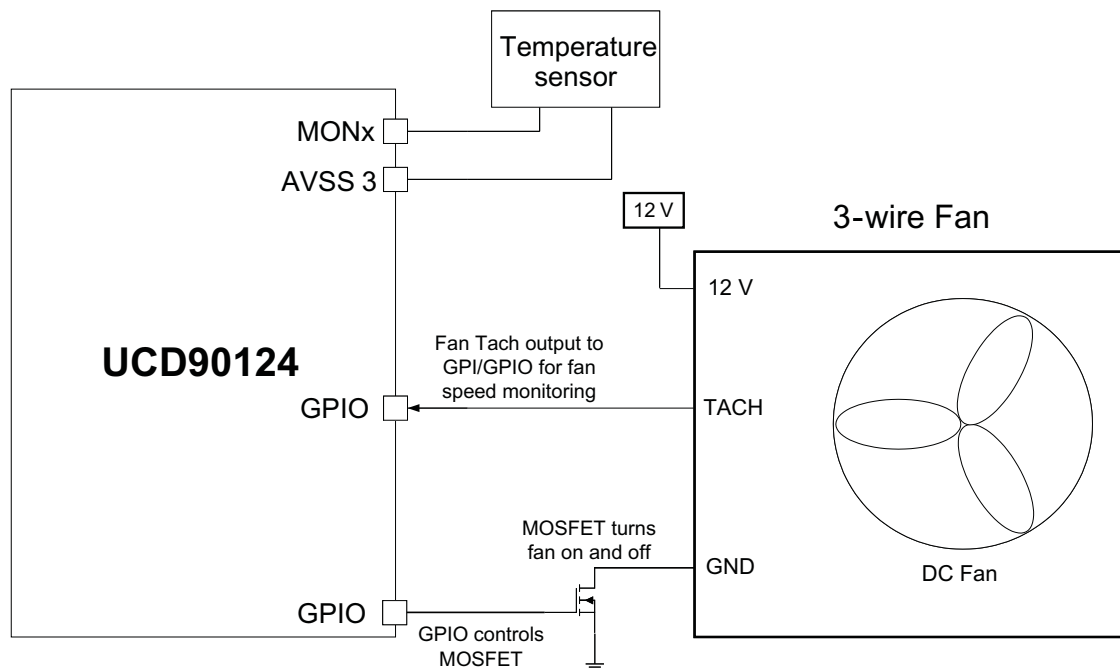 Temperature
sensor
MONx
AVSS 3
12 V
3-wire Fan
12 V
UCD90124
Fan Tach output to
GPI/GPIO for fan
speed monitoring
GPIO
TACH
MOSFET turns
fan on and off
GND
DC Fan
GPIO
GPIO controls
MOSFET